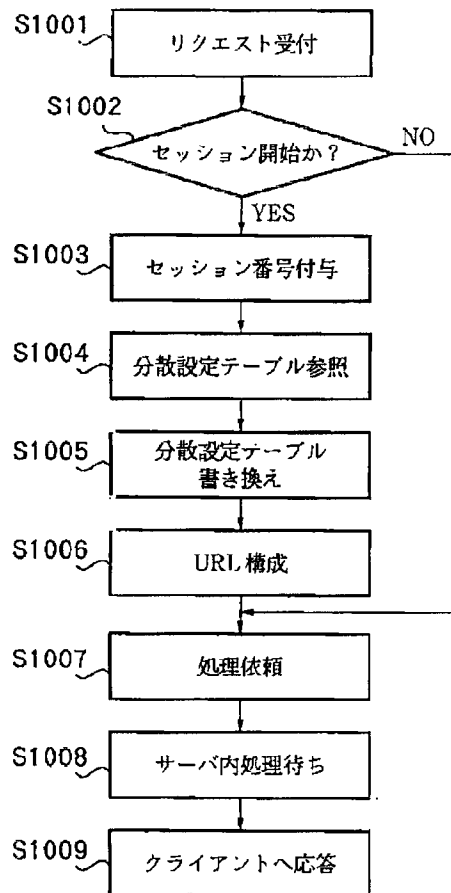 S1001
リクエスト受付
S1002
セッション開始か?
NO
YES
S1003
セッション番号付与
S1004
分散設定テーブル参照
S1005
分散設定テーブル
書き換え
S1006
URL構成
S1007
処理依頼
S1008
サーバ内処理待ち
S1009
クライアントへ応答